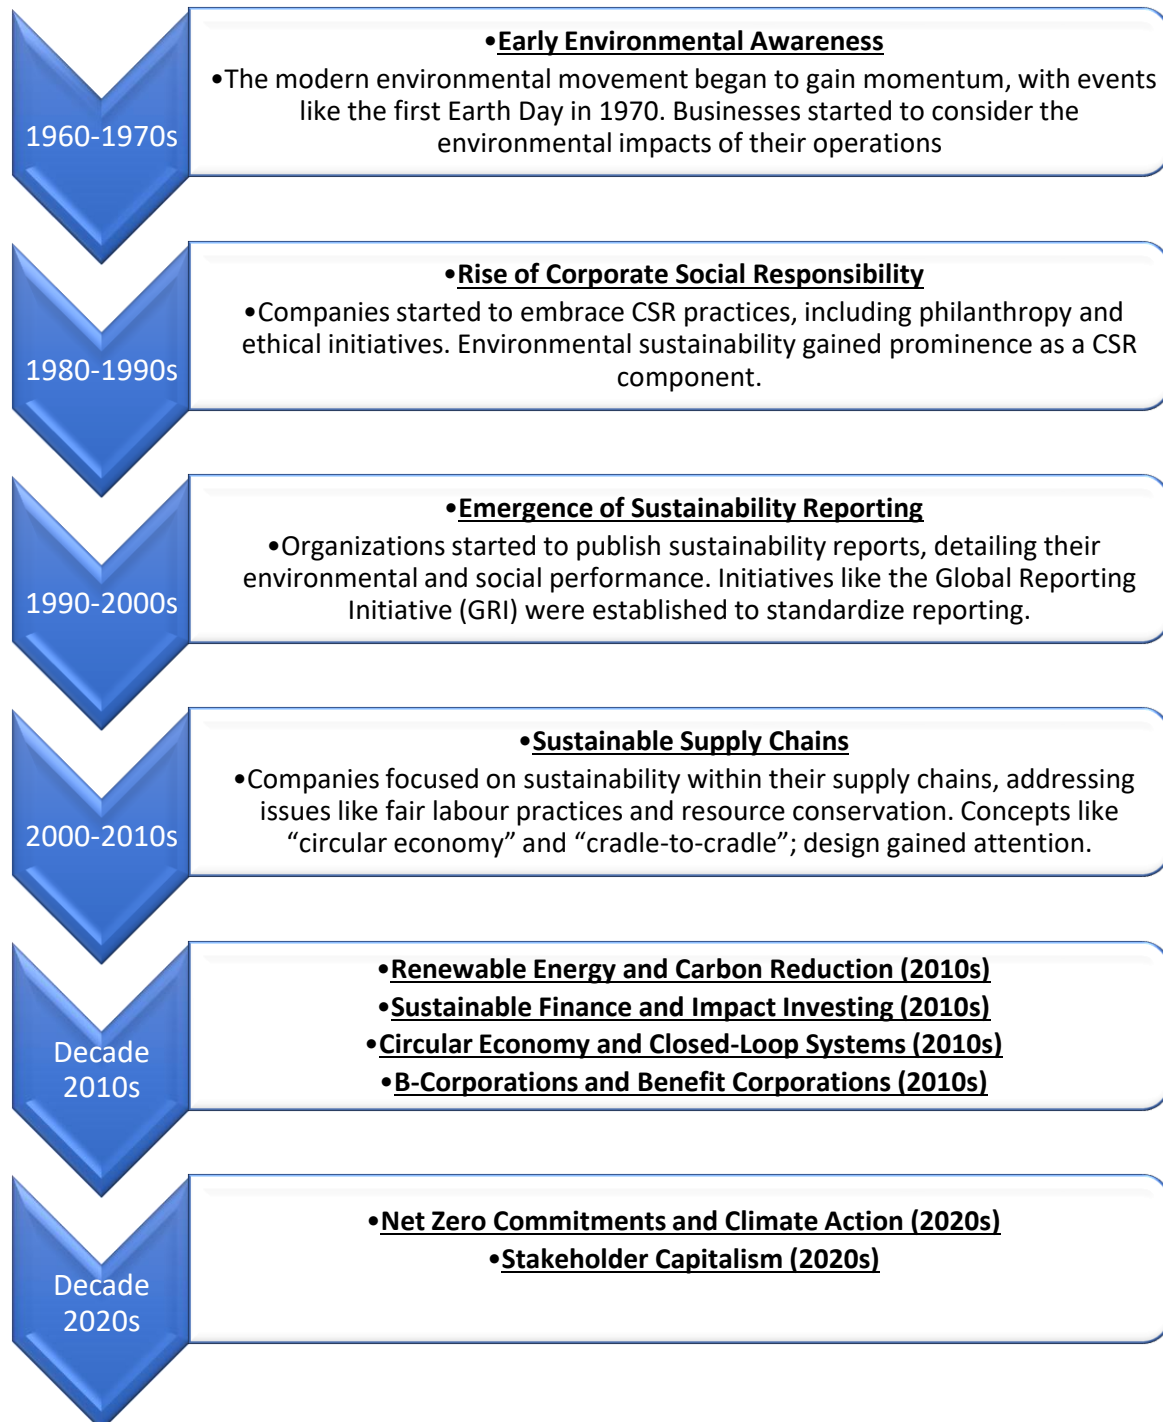 1960-1970s
•Early Environmental Awareness
•The modern environmental movement began to gain momentum, with events
like the first Earth Day in 1970. Businesses started to consider the
environmental impacts of their operations
1980-1990s
•Rise of Corporate Social Responsibility
•Companies started to embrace CSR practices, including philanthropy and
ethical initiatives. Environmental sustainability gained prominence as a CSR
component.
1990-2000s
•Emergence of Sustainability Reporting
•Organizations started to publish sustainability reports, detailing their
environmental and social performance. Initiatives like the Global Reporting
Initiative (GRI) were established to standardize reporting.
2000-2010s
•Sustainable Supply Chains
•Companies focused on sustainability within their supply chains, addressing
issues like fair labour practices and resource conservation. Concepts like
“circular economy” and “cradle-to-cradle”; design gained attention.
Decade
2010s
•Renewable Energy and Carbon Reduction (2010s)
•Sustainable Finance and Impact Investing (2010s)
•Circular Economy and Closed-Loop Systems (2010s)
•B-Corporations and Benefit Corporations (2010s)
Decade
2020s
•Net Zero Commitments and Climate Action (2020s)
•Stakeholder Capitalism (2020s)